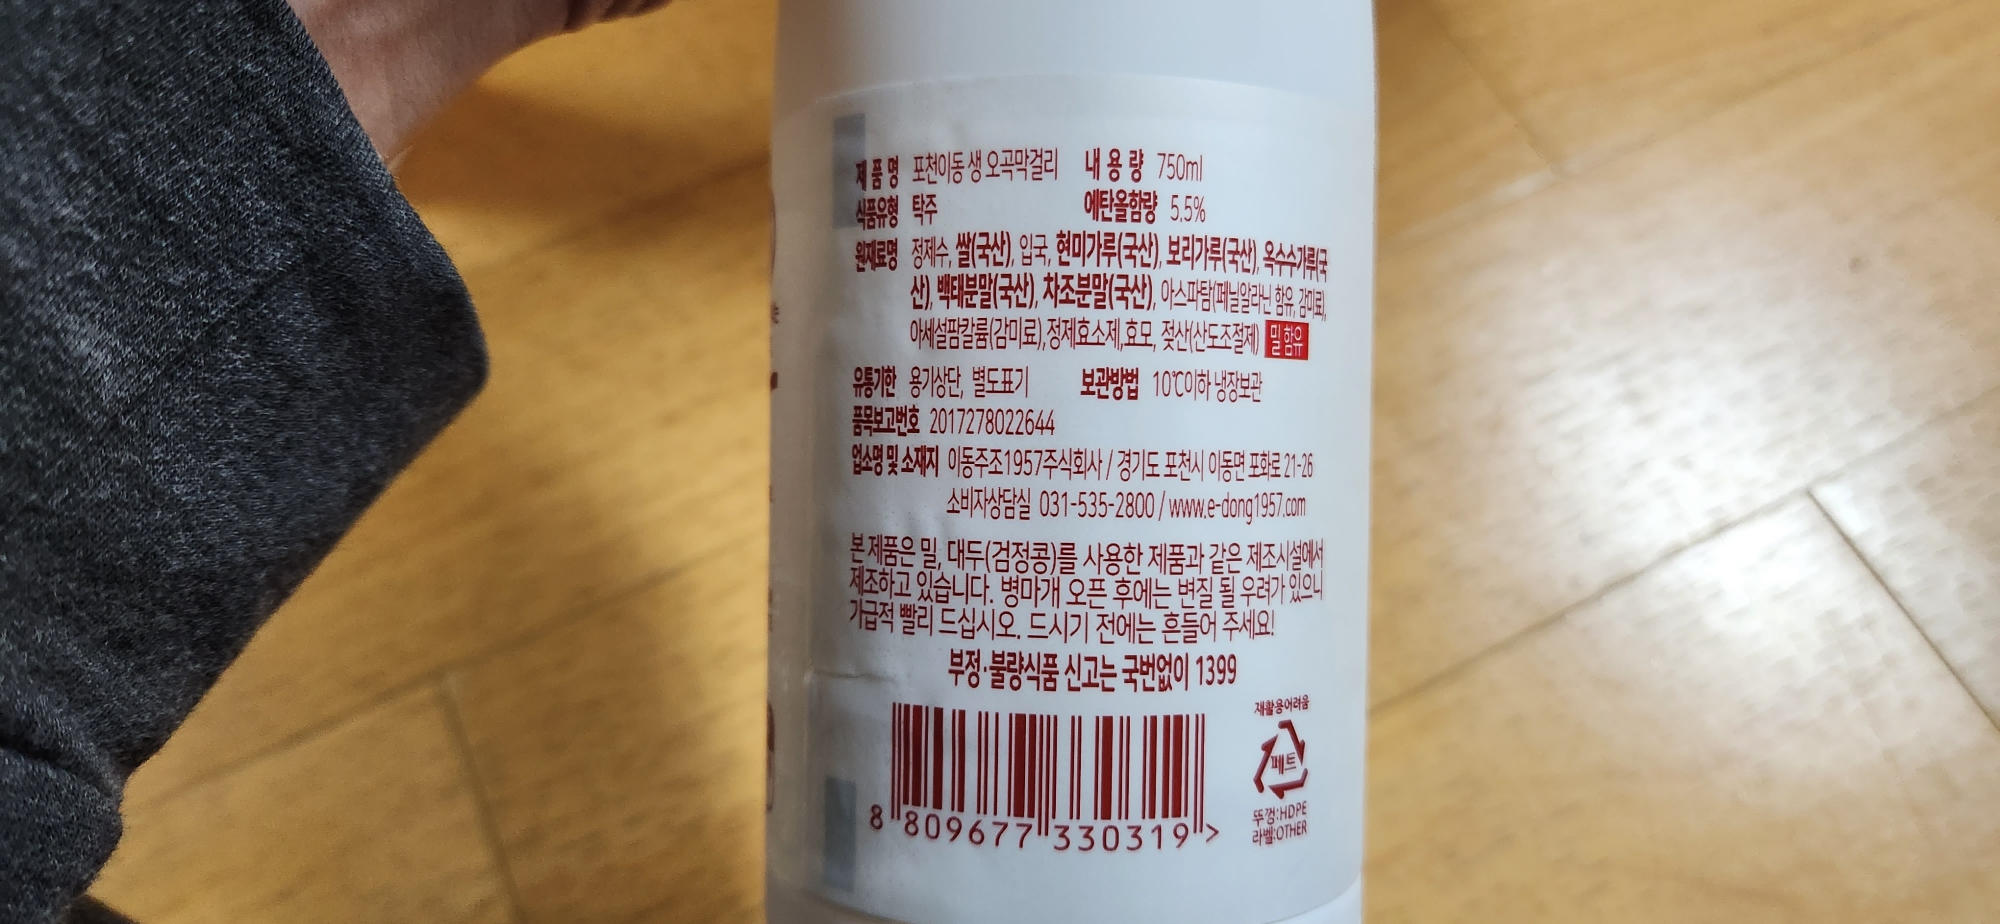 제 품 명 포천이동 생 오곡막걸리 내 용 량 750ml
식품유형 탁주 에탄올함량 5.5%
원재료명 정제수, 쌀(국산), 입국, 현미가루(국산), 보리가루(국산), 옥수수가루(국
산), 백태분말(국산), 차조분말(국산), 아스파탐(페닐알라닌 함유, 감미료),
아세설팜칼륨(감미료), 정제효소제, 효모, 젖산(산도조절제) 밀 함유
유통기한 용기상단, 별도표기 보관방법 10℃이하 냉장보관
품목보고번호 2017278022644
업소명 및 소재지 이동주조1957주식회사 / 경기도 포천시 이동면 포화로 21-26
소비자상담실 031-535-2800 / www.e-dong1957.com
본 제품은 밀, 대두(검정콩)를 사용한 제품과 같은 제조시설에서
제조하고 있습니다. 병마개 오픈 후에는 변질 될 우려가 있으니
가급적 빨리 드십시오. 드시기 전에는 흔들어 주세요!
부정·불량식품 신고는 국번없이 1399
재활용어려움
페트
뚜껑:HDPE
라벨:OTHER
8 809677 330319 >